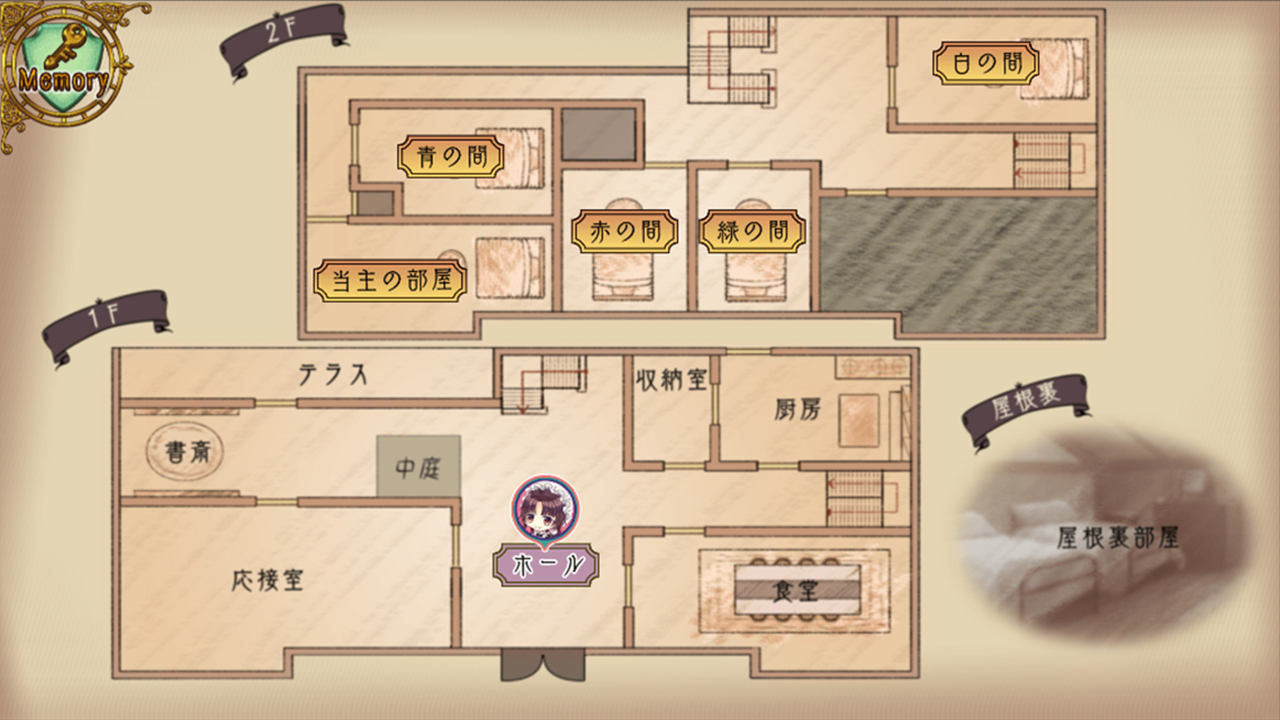 Memory
2F
白の間
青の間
赤の間
緑の間
当主の部屋
1F
テラス
収納室
厨房
書斎
中庭
ホール
応接室
食堂
屋根裏
屋根裏部屋